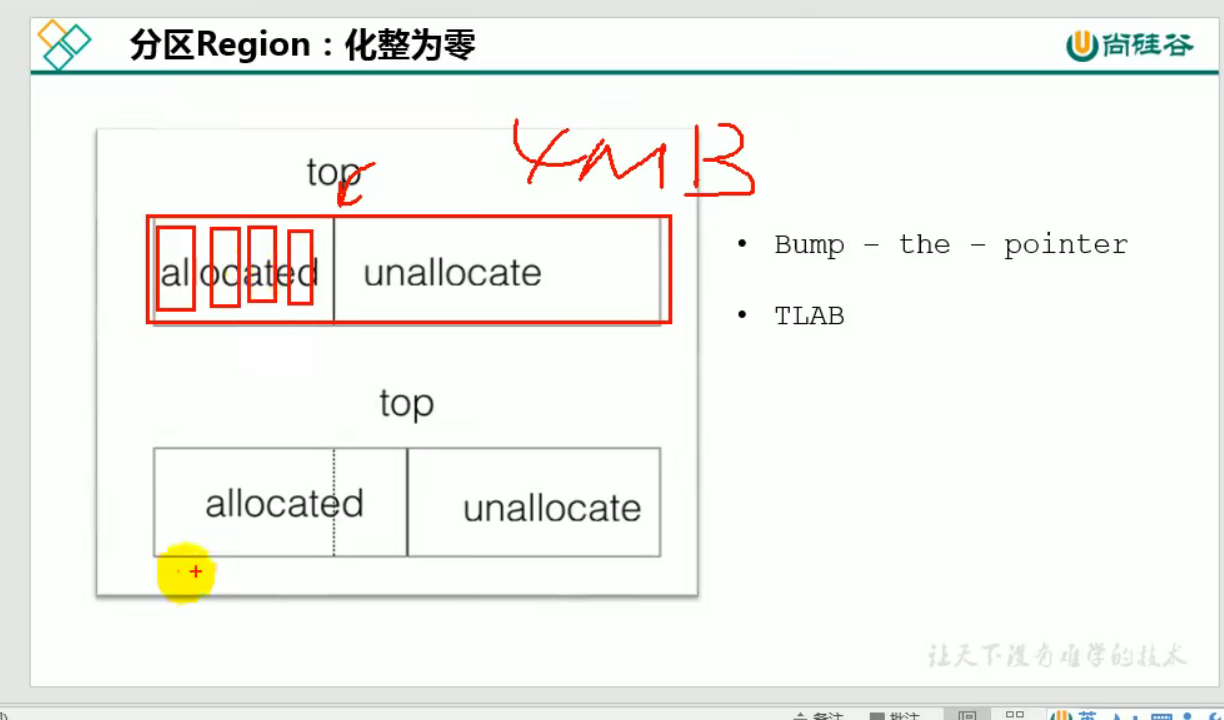 分区Region：化整为零
尚硅谷
top
4MB
allocated
unallocate
• Bump – the – pointer
• TLAB
top
allocated
unallocate
让天下没有难学的技术
备注
批注
英